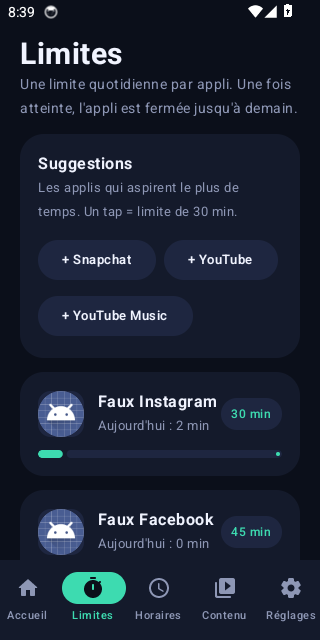 8:39
Limites
Une limite quotidienne par appli. Une fois
atteinte, l'appli est fermée jusqu'à demain.
Suggestions
Les applis qui aspirent le plus de
temps. Un tap = limite de 30 min.
+ Snapchat
+ YouTube
+ YouTube Music
Faux Instagram
Aujourd'hui : 2 min
30 min
Faux Facebook
Aujourd'hui : 0 min
45 min
Accueil
Limites
Horaires
Contenu
Réglages